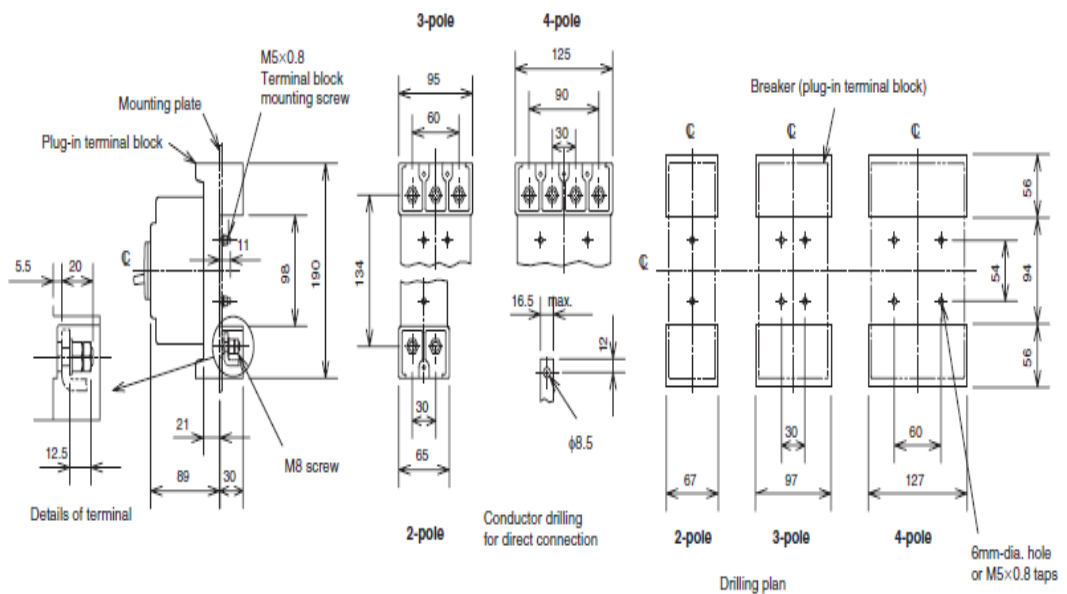 3-pole
4-pole
125
95
90
60
30
M5×0.8
Terminal block
mounting screw
Mounting plate
Plug-in terminal block
Breaker (plug-in terminal block)
℄
℄
℄
56
11
℄
98
190
134
℄
54
94
5.5
20
16.5
max.
12
56
12.5
21
M8 screw
89
30
30
65
ϕ8.5
30
60
67
97
127
Details of terminal
2-pole
Conductor drilling
for direct connection
2-pole
3-pole
4-pole
6mm-dia. hole
or M5×0.8 taps
Drilling plan